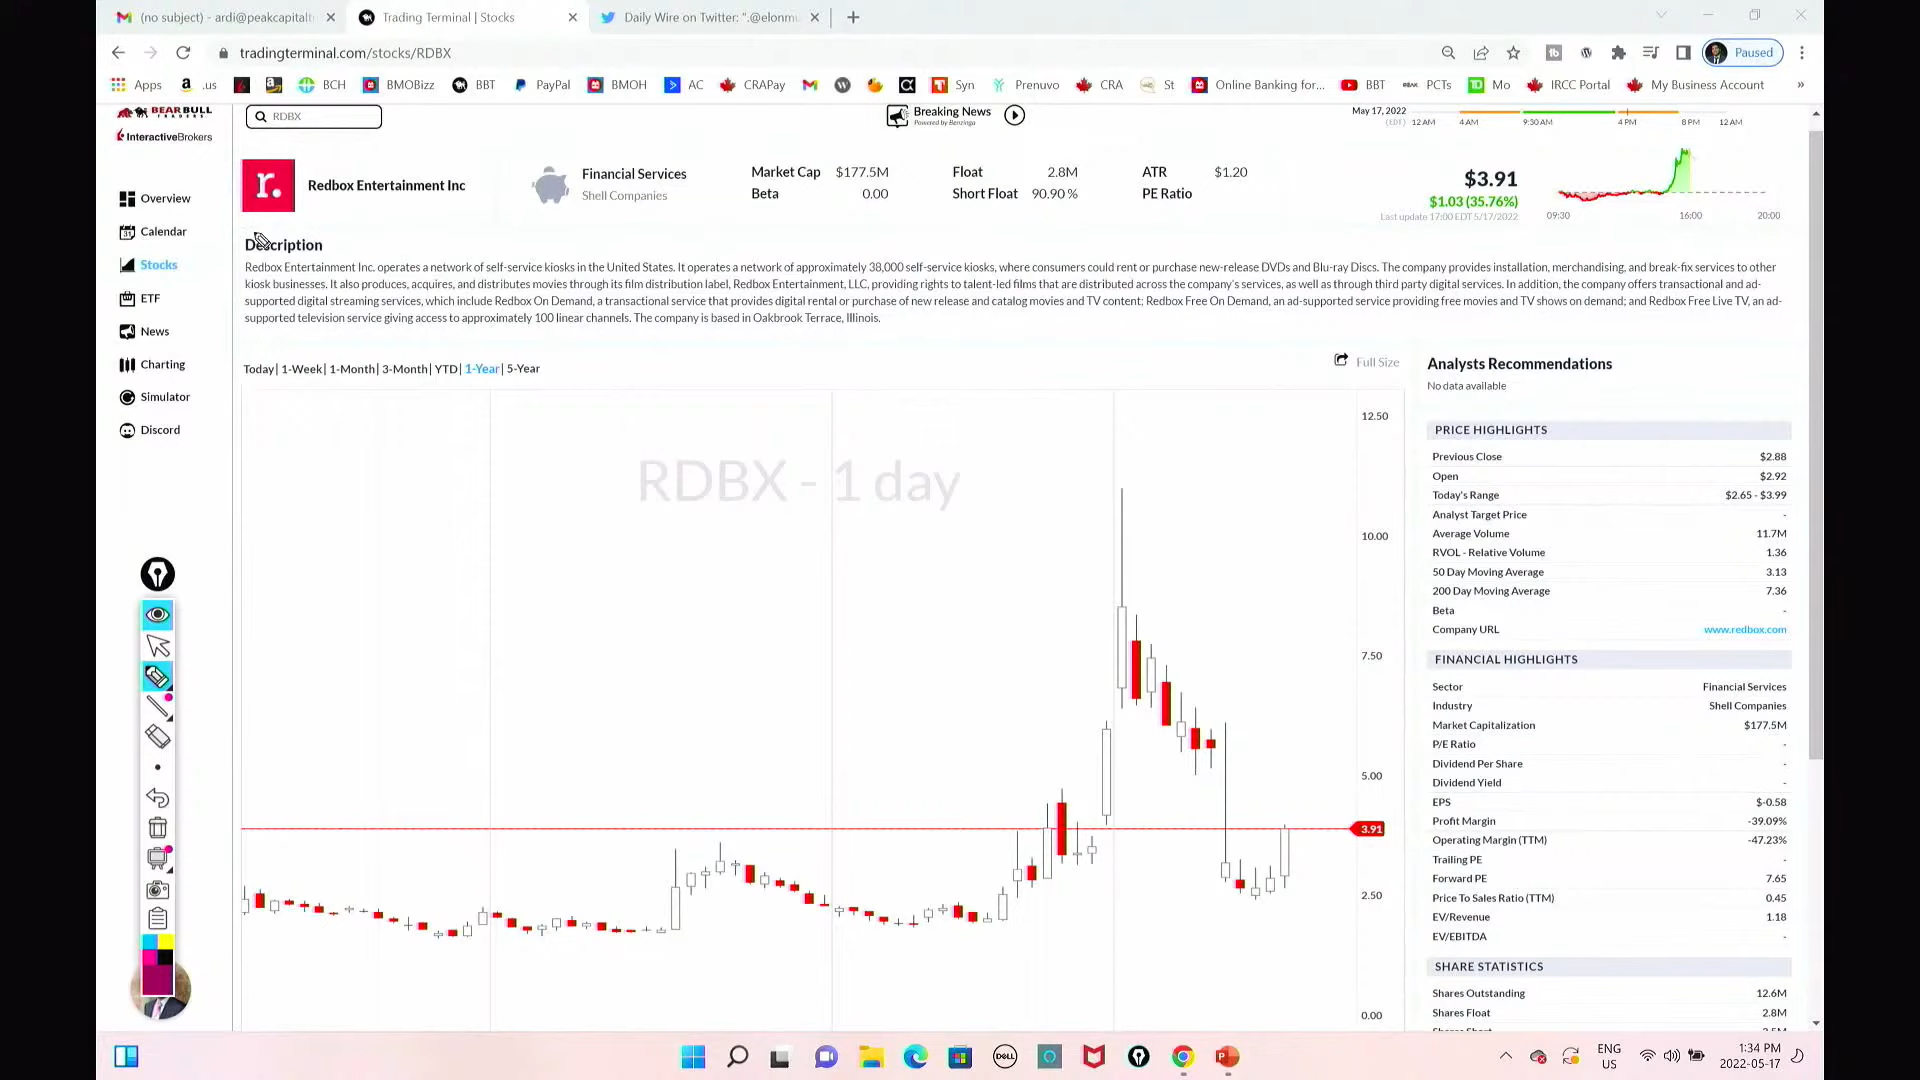 (no subject) - ardi@peakcapitalt
Trading Terminal | Stocks
Daily Wire on Twitter: ".@elonmu
tradingterminal.com/stocks/RDBX
Paused
Apps
.us
BCH
BMOBizz
BBT
PayPal
BMOH
AC
CRAPay
Syn
Prenuvo
CRA
St
Online Banking for...
BBT
PCTs
Mo
IRCC Portal
My Business Account
»
BEAR BULL
TRADERS
InteractiveBrokers
RDBX
Breaking News
Powered by Benzinga
May 17, 2022
(EDT)
12 AM
4 AM
9:30 AM
4 PM
8 PM
12 AM
Overview
Calendar
Stocks
ETF
News
Charting
Simulator
Discord
r.
Redbox Entertainment Inc
Financial Services
Shell Companies
Market Cap $177.5M
Beta 0.00
Float 2.8M
Short Float 90.90 %
ATR $1.20
PE Ratio
$3.91
$1.03 (35.76%)
Last update 17:00 EDT 5/17/2022
09:30
16:00
20:00
Description
Redbox Entertainment Inc. operates a network of self-service kiosks in the United States. It operates a network of approximately 38,000 self-service kiosks, where consumers could rent or purchase new-release DVDs and Blu-ray Discs. The company provides installation, merchandising, and break-fix services to other
kiosk businesses. It also produces, acquires, and distributes movies through its film distribution label, Redbox Entertainment, LLC, providing rights to talent-led films that are distributed across the company's services, as well as through third party digital services. In addition, the company offers transactional and ad-
supported digital streaming services, which include Redbox On Demand, a transactional service that provides digital rental or purchase of new release and catalog movies and TV content; Redbox Free On Demand, an ad-supported service providing free movies and TV shows on demand; and Redbox Free Live TV, an ad-
supported television service giving access to approximately 100 linear channels. The company is based in Oakbrook Terrace, Illinois.
Today| 1-Week| 1-Month| 3-Month| YTD| 1-Year| 5-Year
Full Size
RDBX - 1 day
12.50
10.00
7.50
5.00
3.91
2.50
0.00
Analysts Recommendations
No data available
PRICE HIGHLIGHTS
Previous Close $2.88
Open $2.92
Today's Range $2.65 - $3.99
Analyst Target Price -
Average Volume 11.7M
RVOL - Relative Volume 1.36
50 Day Moving Average 3.13
200 Day Moving Average 7.36
Beta -
Company URL www.redbox.com
FINANCIAL HIGHLIGHTS
Sector Financial Services
Industry Shell Companies
Market Capitalization $177.5M
P/E Ratio -
Dividend Per Share -
Dividend Yield -
EPS $-0.58
Profit Margin -39.09%
Operating Margin (TTM) -47.23%
Trailing PE -
Forward PE 7.65
Price To Sales Ratio (TTM) 0.45
EV/Revenue 1.18
EV/EBITDA -
SHARE STATISTICS
Shares Outstanding 12.6M
Shares Float 2.8M
DELL
ENG
US
1:34 PM
2022-05-17